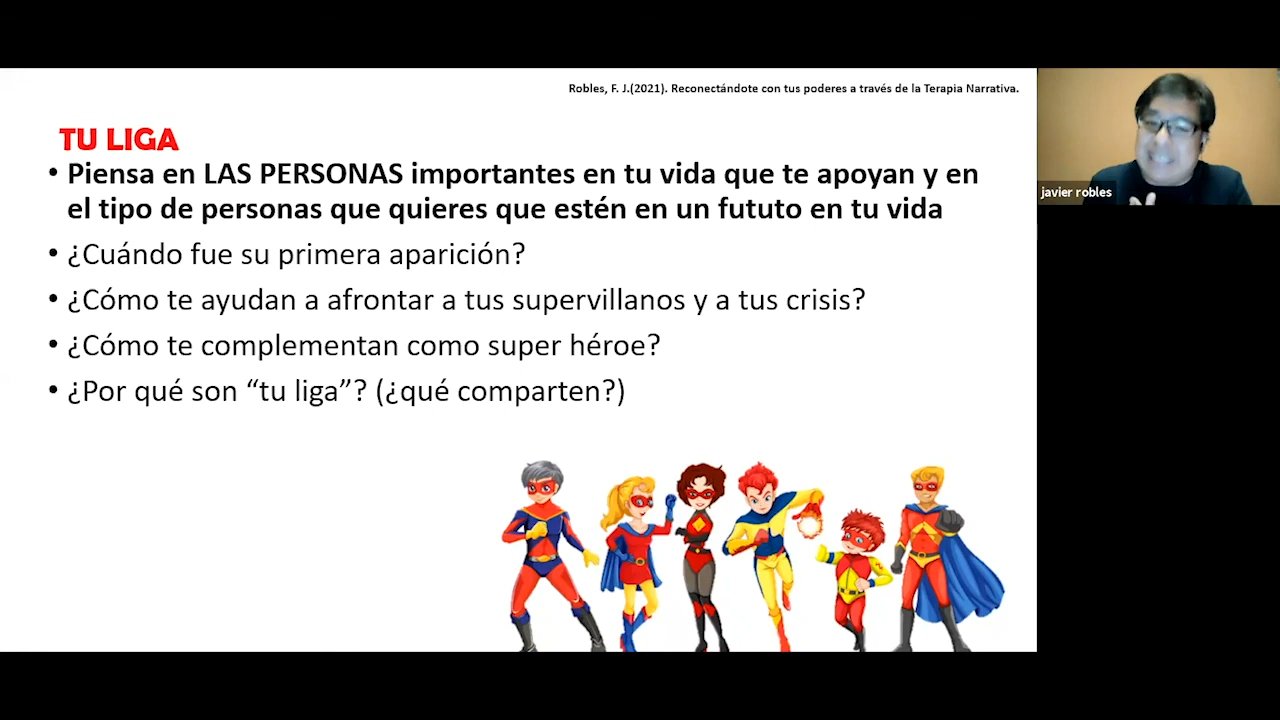 Robles, F. J.(2021). Reconectándote con tus poderes a través de la Terapia Narrativa.
TU LIGA
• Piensa en LAS PERSONAS importantes en tu vida que te apoyan y en
el tipo de personas que quieres que estén en un fututo en tu vida
• ¿Cuándo fue su primera aparición?
• ¿Cómo te ayudan a afrontar a tus supervillanos y a tus crisis?
• ¿Cómo te complementan como super héroe?
• ¿Por qué son “tu liga”? (¿qué comparten?)
javier robles